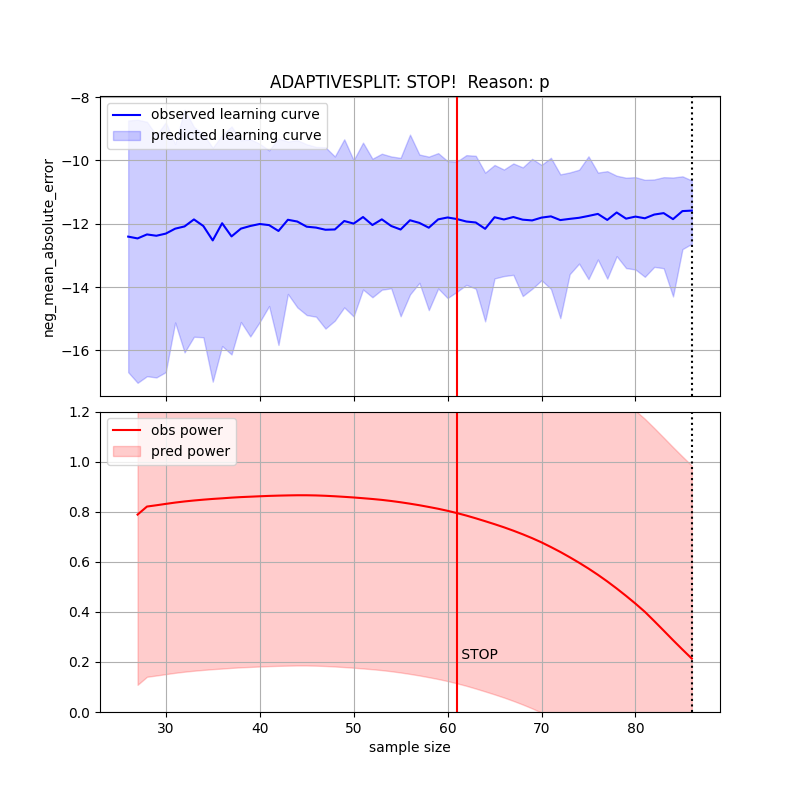 ADAPTIVESPLIT: STOP!  Reason: p
observed learning curve
predicted learning curve
neg_mean_absolute_error
−8
−10
−12
−14
−16
obs power
pred power
1.2
1.0
0.8
0.6
0.4
0.2
0.0
STOP
30 40 50 60 70 80
sample size